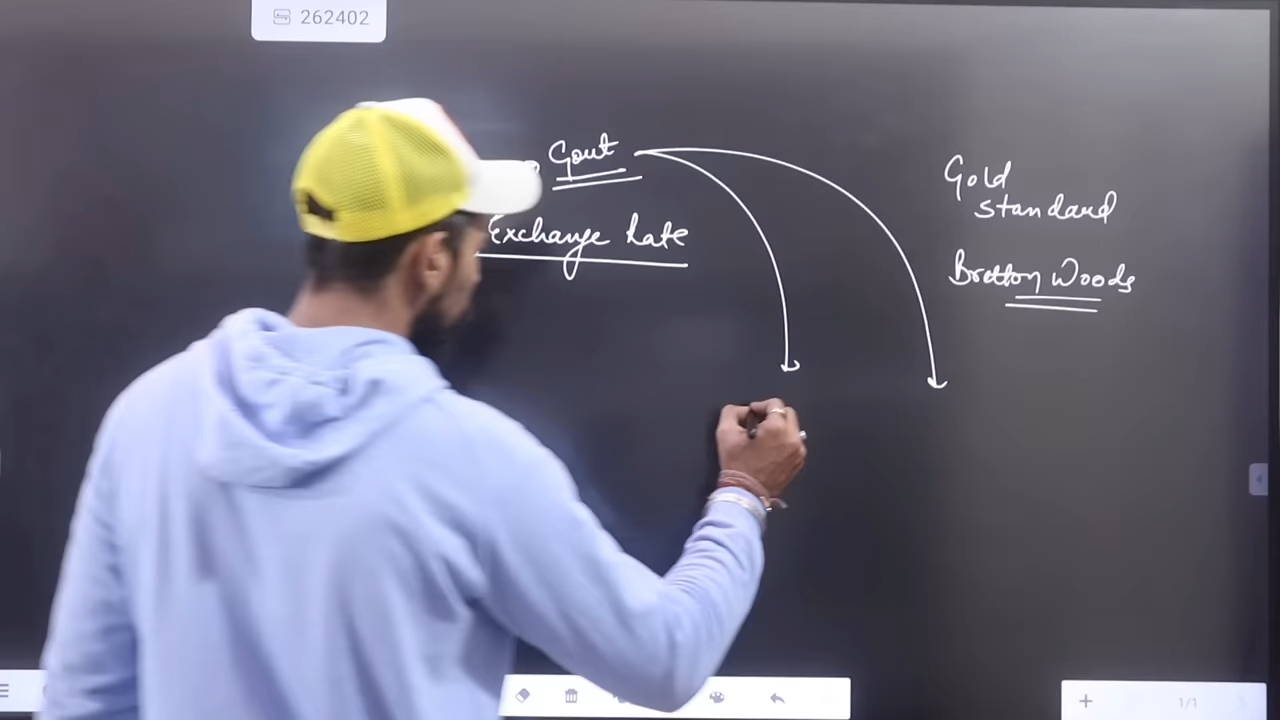 262402
Govt
Exchange Rate
Gold
standard
Bretton Woods
1/1